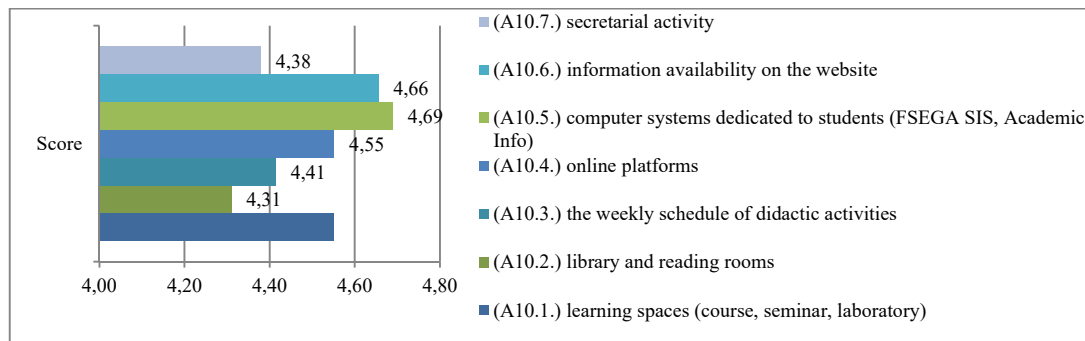 (A10.7.) secretarial activity
4,38
(A10.6.) information availability on the website
4,66
(A10.5.) computer systems dedicated to students (FSEGA SIS, Academic
Info)
4,69
Score
4,55
(A10.4.) online platforms
4,41
(A10.3.) the weekly schedule of didactic activities
4,31
(A10.2.) library and reading rooms
4,00 4,20 4,40 4,60 4,80
(A10.1.) learning spaces (course, seminar, laboratory)